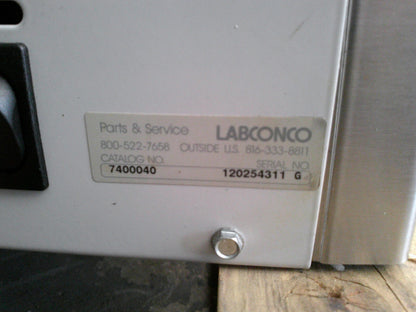 Parts & Service LABCONCO
800-522-7658 OUTSIDE U.S. 816-333-8811
CATALOG NO. SERIAL NO.
7400040 120254311 G